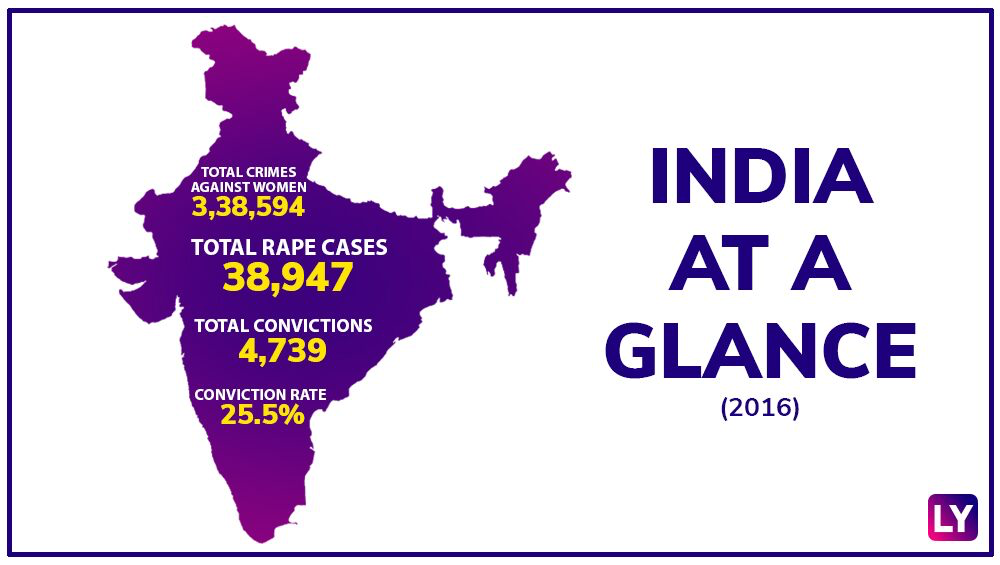 TOTAL CRIMES
AGAINST WOMEN
3,38,594
TOTAL RAPE CASES
38,947
TOTAL CONVICTIONS
4,739
CONVICTION RATE
25.5%
INDIA
AT A
GLANCE
(2016)
LY